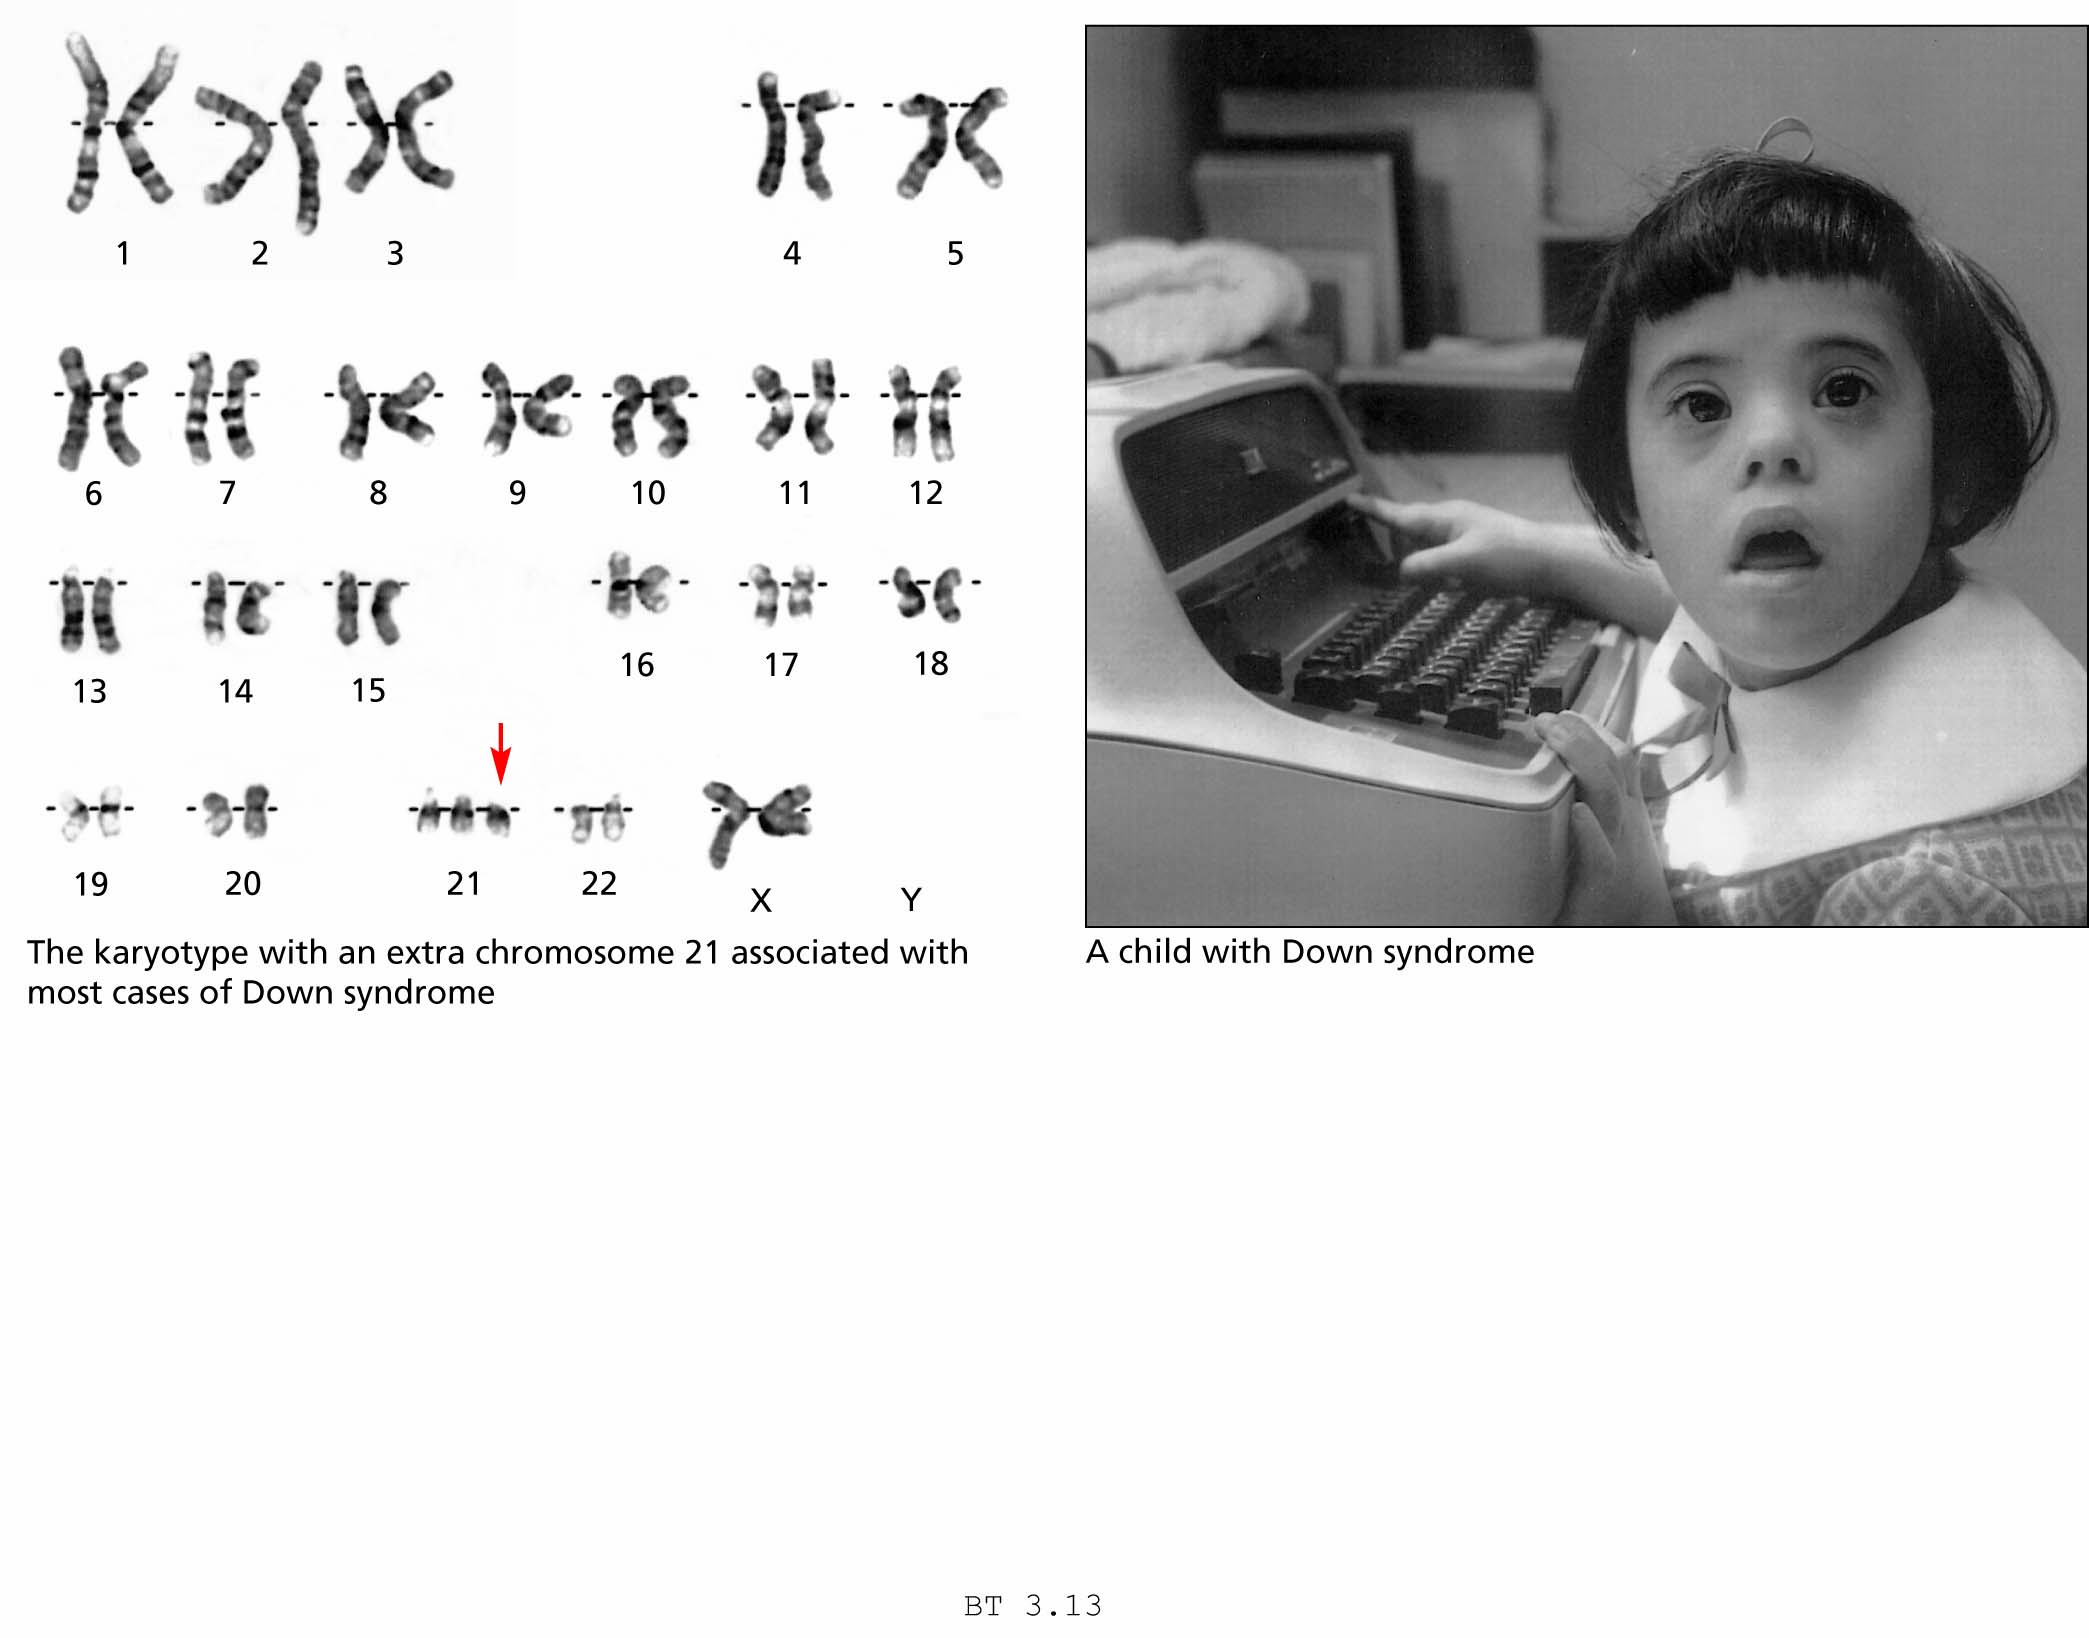 1 2 3 4 5
6 7 8 9 10 11 12
13 14 15 16 17 18
19 20 21 22 X Y
The karyotype with an extra chromosome 21 associated with
most cases of Down syndrome
A child with Down syndrome
BT 3.13